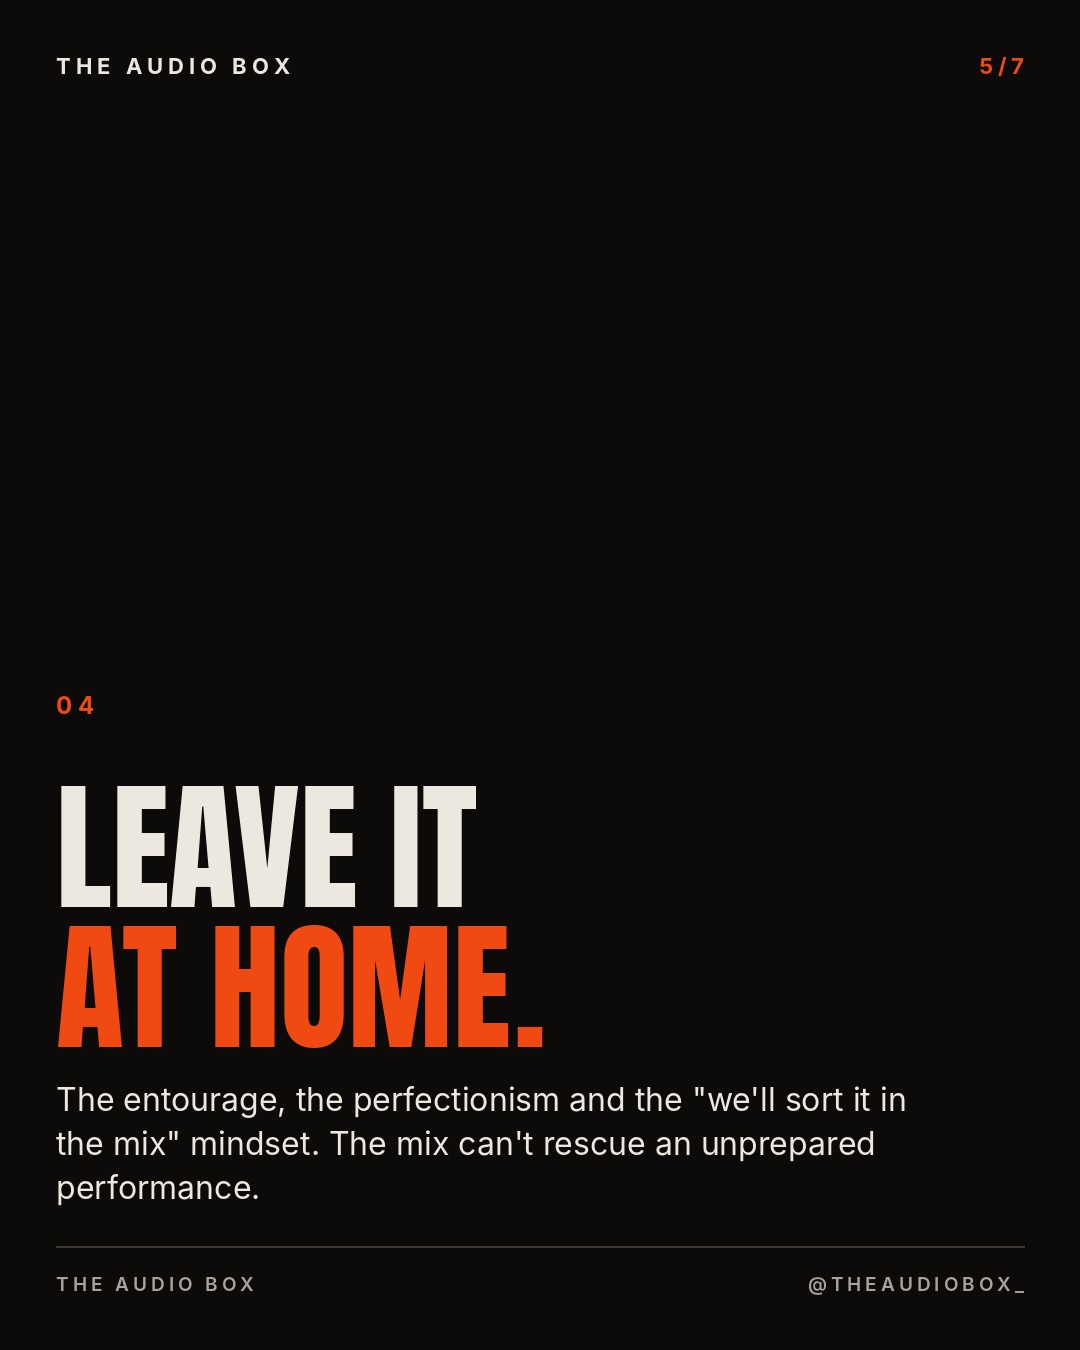 THE AUDIO BOX
5/7
04
LEAVE IT
AT HOME.
The entourage, the perfectionism and the "we'll sort it in
the mix" mindset. The mix can't rescue an unprepared
performance.
THE AUDIO BOX
@THEAUDIOBOX_